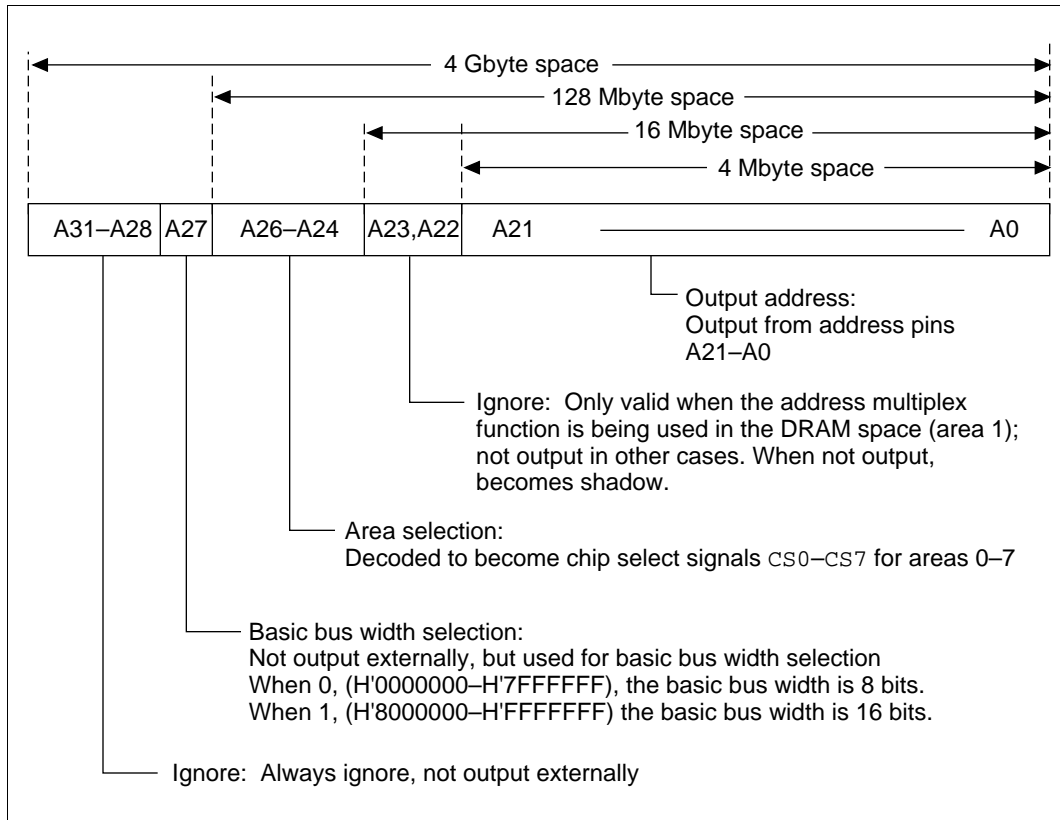 4 Gbyte space
128 Mbyte space
16 Mbyte space
4 Mbyte space
A31–A28 A27 A26–A24 A23,A22 A21 A0
Output address:
Output from address pins
A21–A0
Ignore: Only valid when the address multiplex
function is being used in the DRAM space (area 1);
not output in other cases. When not output,
becomes shadow.
Area selection:
Decoded to become chip select signals CS0–CS7 for areas 0–7
Basic bus width selection:
Not output externally, but used for basic bus width selection
When 0, (H'0000000–H'7FFFFFF), the basic bus width is 8 bits.
When 1, (H'8000000–H'FFFFFFF) the basic bus width is 16 bits.
Ignore: Always ignore, not output externally